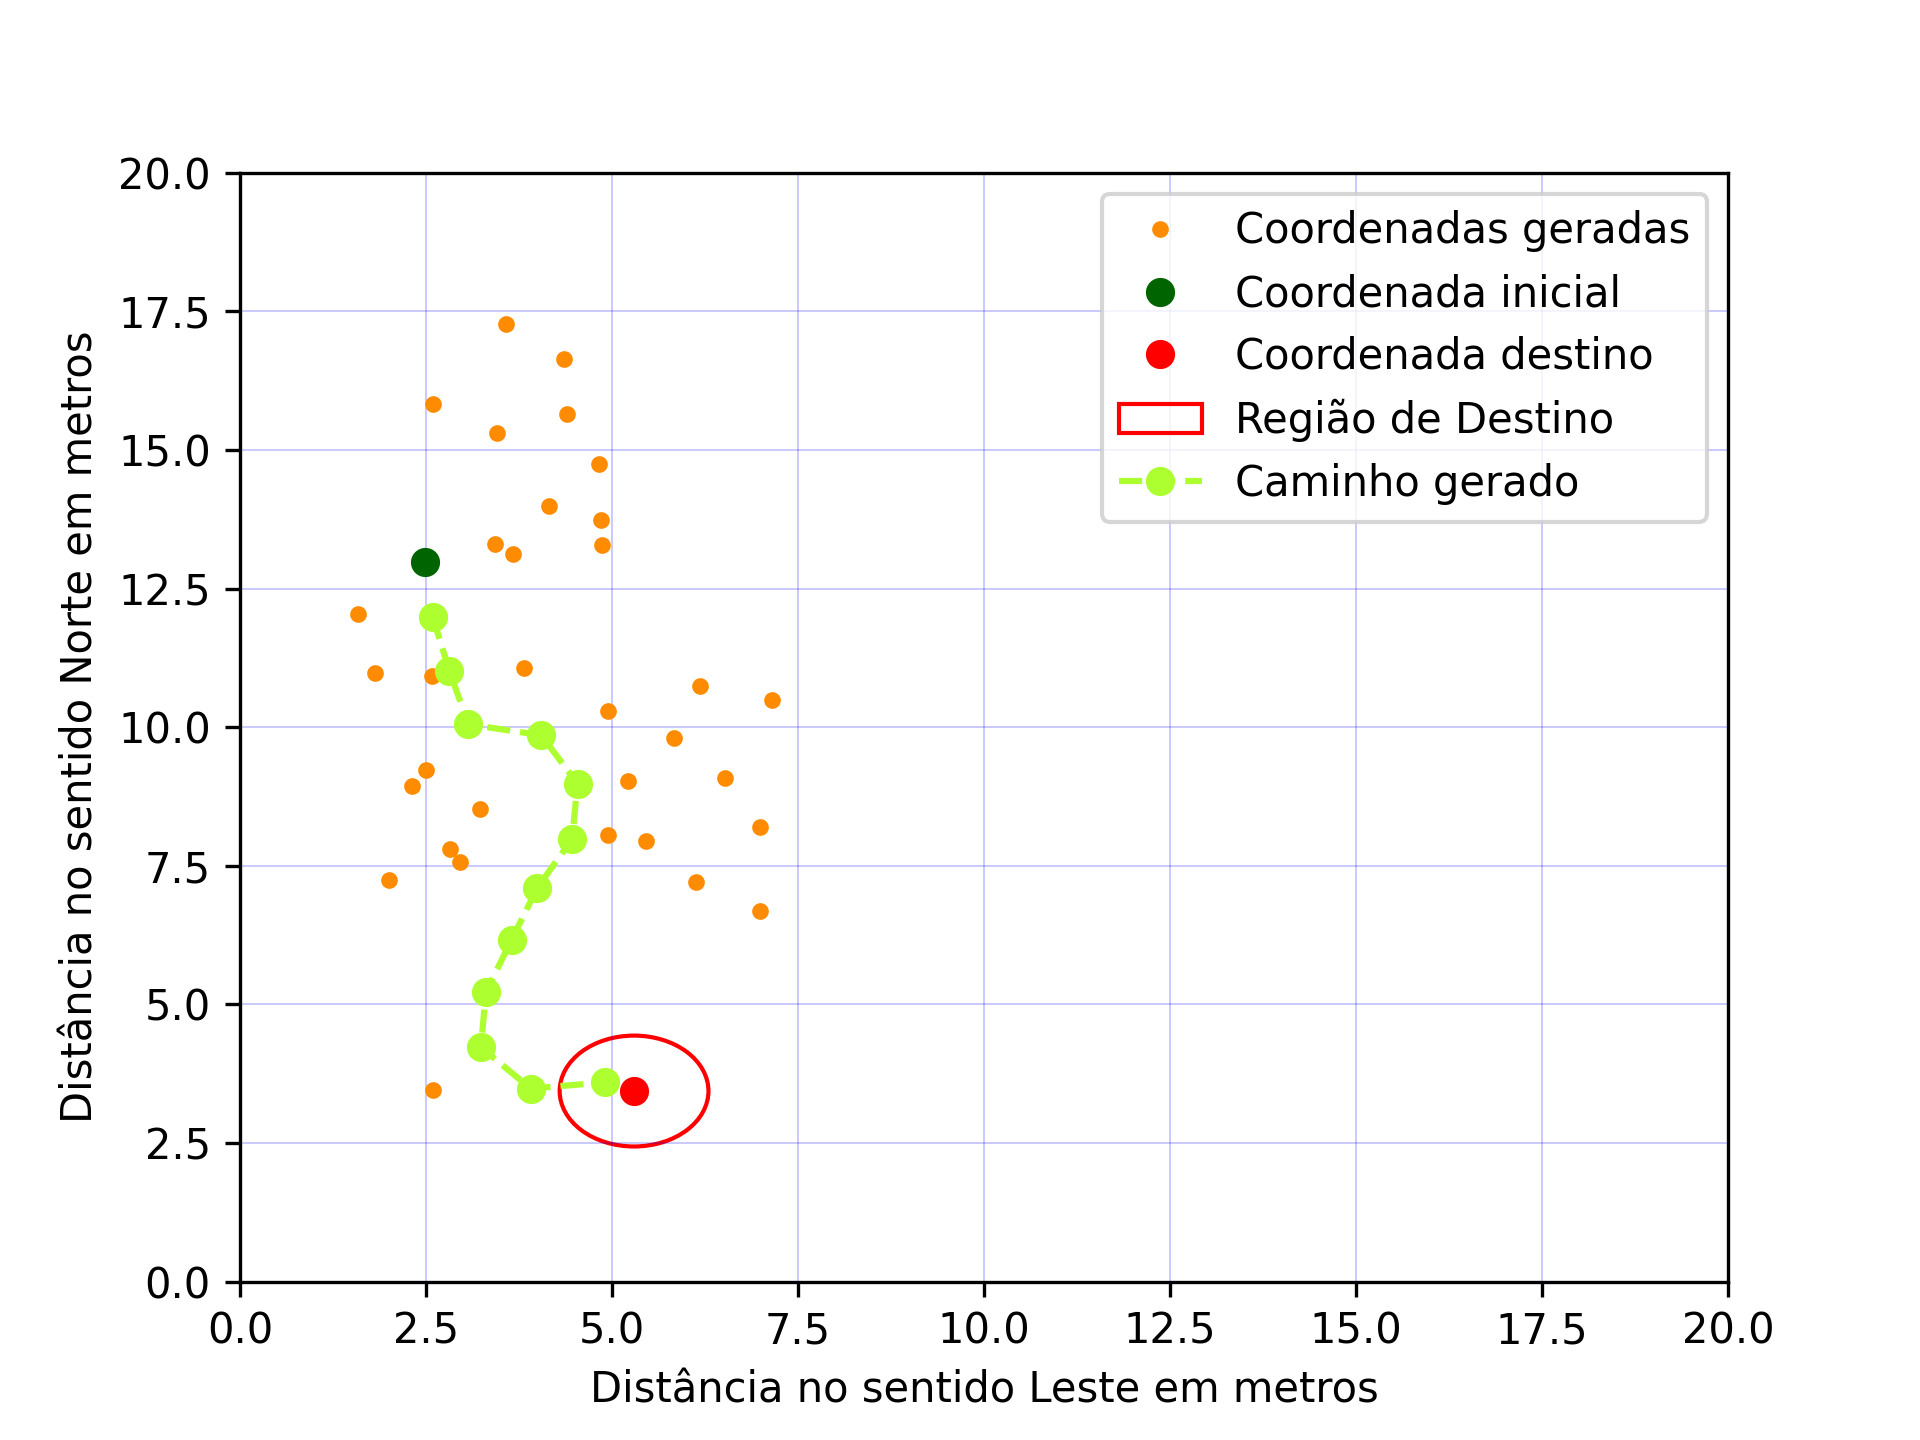 20.0
17.5
15.0
12.5
10.0
7.5
5.0
2.5
0.0
Distância no sentido Norte em metros
Coordenadas geradas
Coordenada inicial
Coordenada destino
Região de Destino
Caminho gerado
0.0 2.5 5.0 7.5 10.0 12.5 15.0 17.5 20.0
Distância no sentido Leste em metros